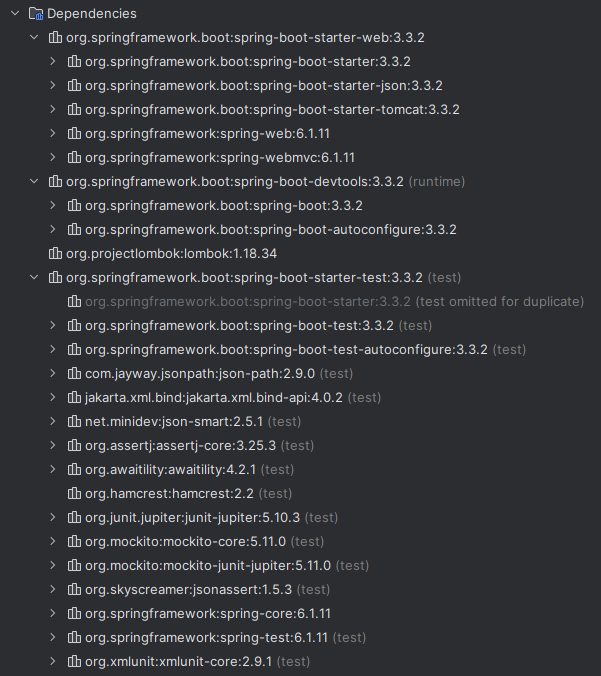 Dependencies
org.springframework.boot:spring-boot-starter-web:3.3.2
org.springframework.boot:spring-boot-starter:3.3.2
org.springframework.boot:spring-boot-starter-json:3.3.2
org.springframework.boot:spring-boot-starter-tomcat:3.3.2
org.springframework:spring-web:6.1.11
org.springframework:spring-webmvc:6.1.11
org.springframework.boot:spring-boot-devtools:3.3.2 (runtime)
org.springframework.boot:spring-boot:3.3.2
org.springframework.boot:spring-boot-autoconfigure:3.3.2
org.projectlombok:lombok:1.18.34
org.springframework.boot:spring-boot-starter-test:3.3.2 (test)
org.springframework.boot:spring-boot-starter:3.3.2 (test omitted for duplicate)
org.springframework.boot:spring-boot-test:3.3.2 (test)
org.springframework.boot:spring-boot-test-autoconfigure:3.3.2 (test)
com.jayway.jsonpath:json-path:2.9.0 (test)
jakarta.xml.bind:jakarta.xml.bind-api:4.0.2 (test)
net.minidev:json-smart:2.5.1 (test)
org.assertj:assertj-core:3.25.3 (test)
org.awaitility:awaitility:4.2.1 (test)
org.hamcrest:hamcrest:2.2 (test)
org.junit.jupiter:junit-jupiter:5.10.3 (test)
org.mockito:mockito-core:5.11.0 (test)
org.mockito:mockito-junit-jupiter:5.11.0 (test)
org.skyscreamer:jsonassert:1.5.3 (test)
org.springframework:spring-core:6.1.11
org.springframework:spring-test:6.1.11 (test)
org.xmlunit:xmlunit-core:2.9.1 (test)